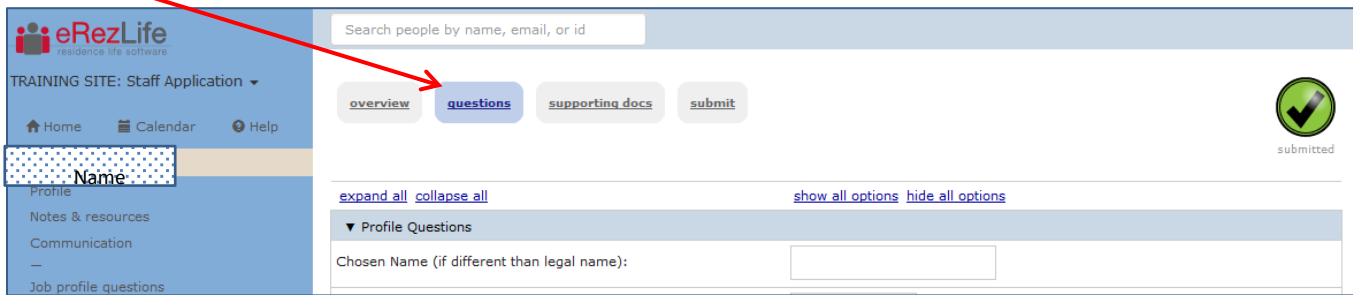 eRezLife
residence life software
TRAINING SITE: Staff Application
Home Calendar Help
Name
Profile
Notes & resources
Communication
—
Job profile questions
Search people by name, email, or id
overview questions supporting docs submit
submitted
expand all collapse all show all options hide all options
▼ Profile Questions
Chosen Name (if different than legal name):